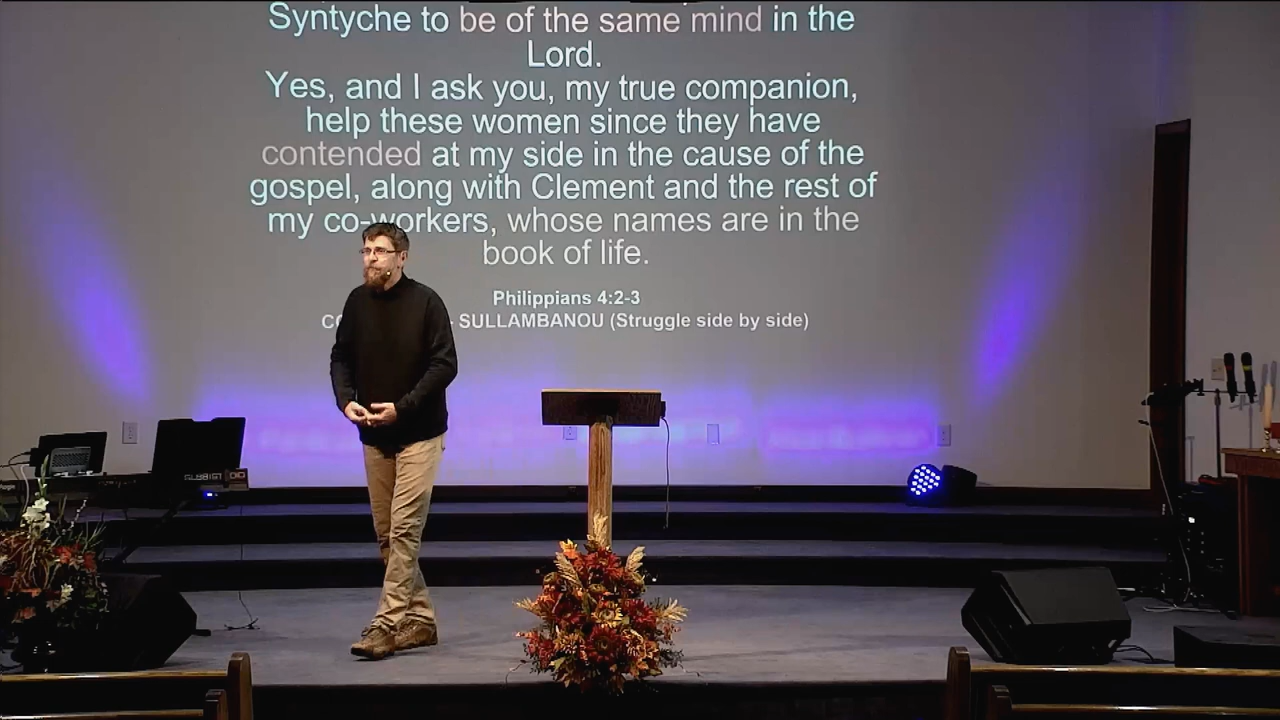 Syntyche to be of the same mind in the
Lord.
Yes, and I ask you, my true companion,
help these women since they have
contended at my side in the cause of the
gospel, along with Clement and the rest of
my co-workers, whose names are in the
book of life.
Philippians 4:2-3
SULLAMBANOU (Struggle side by side)